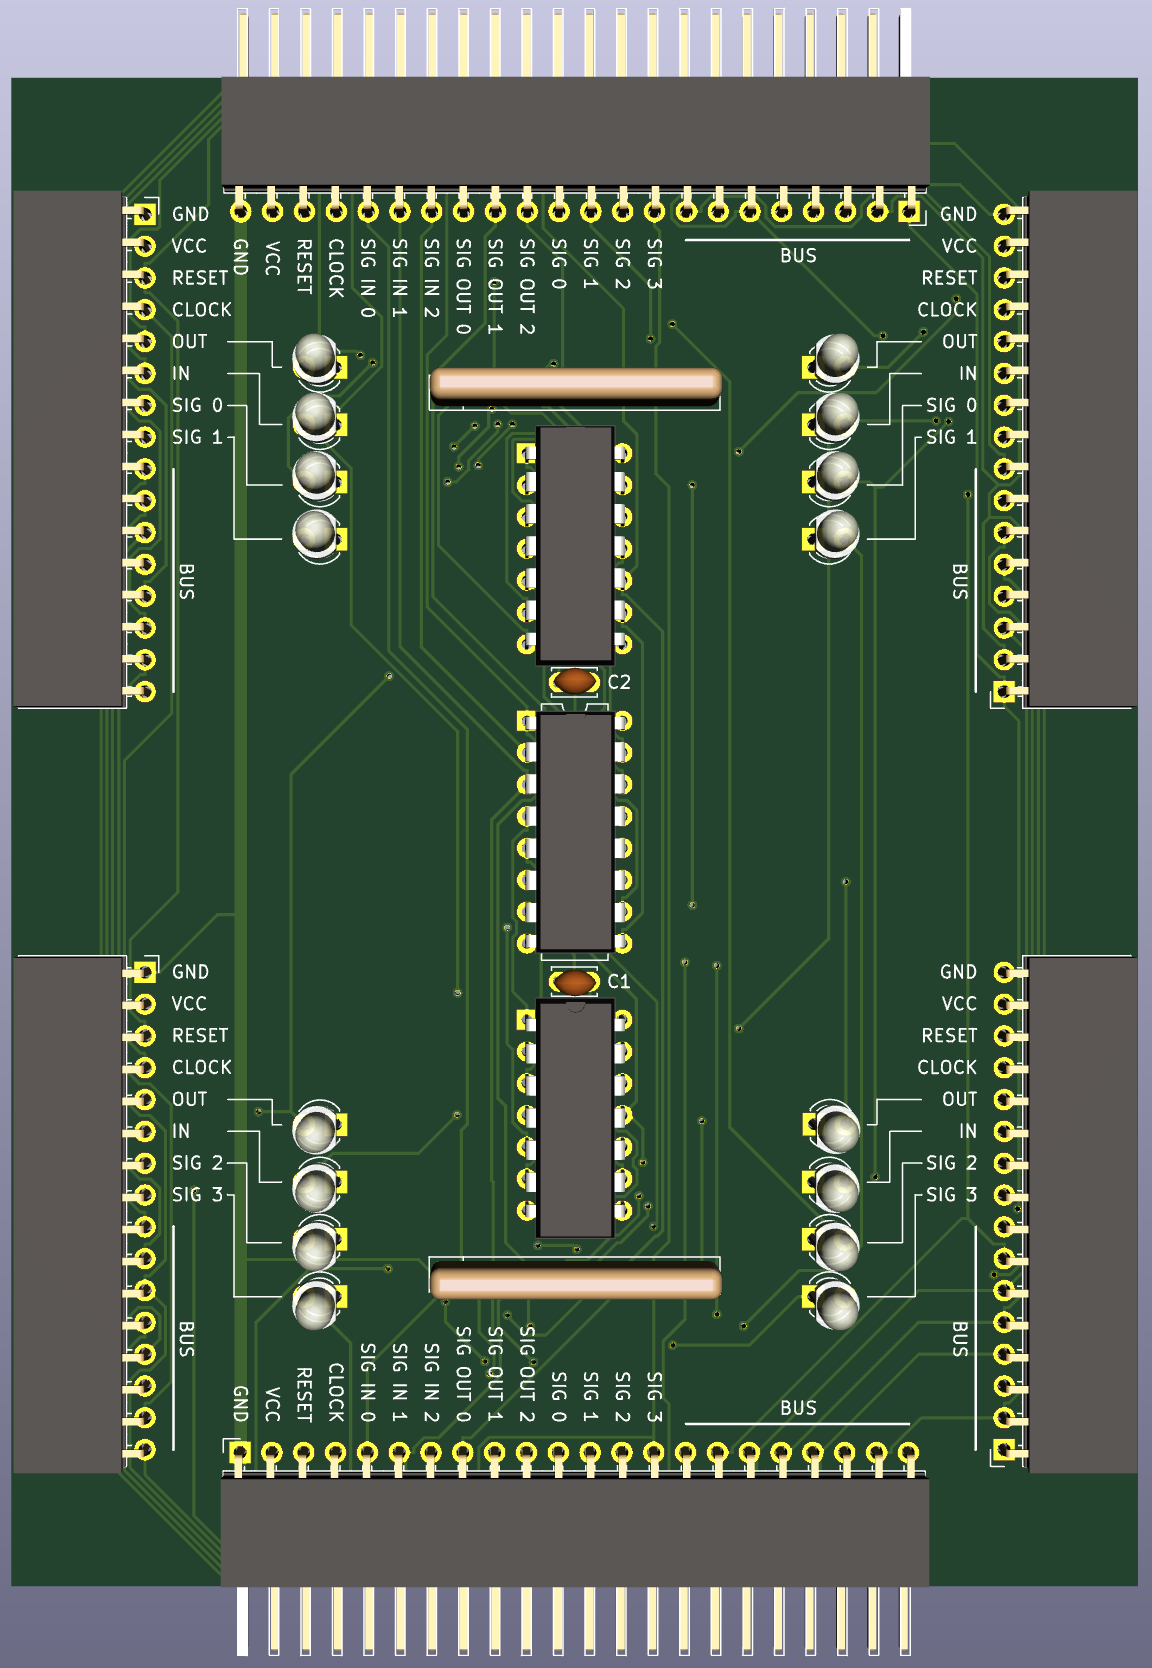 GND
VCC
RESET
CLOCK
SIG IN 0
SIG IN 1
SIG IN 2
SIG OUT 0
SIG OUT 1
SIG OUT 2
SIG 0
SIG 1
SIG 2
SIG 3
BUS
GND
VCC
RESET
CLOCK
OUT
IN
SIG 0
SIG 1
BUS
GND
VCC
RESET
CLOCK
OUT
IN
SIG 0
SIG 1
BUS
C2
C1
GND
VCC
RESET
CLOCK
OUT
IN
SIG 2
SIG 3
BUS
GND
VCC
RESET
CLOCK
OUT
IN
SIG 2
SIG 3
BUS
GND
VCC
RESET
CLOCK
SIG IN 0
SIG IN 1
SIG IN 2
SIG OUT 0
SIG OUT 1
SIG OUT 2
SIG 0
SIG 1
SIG 2
SIG 3
BUS